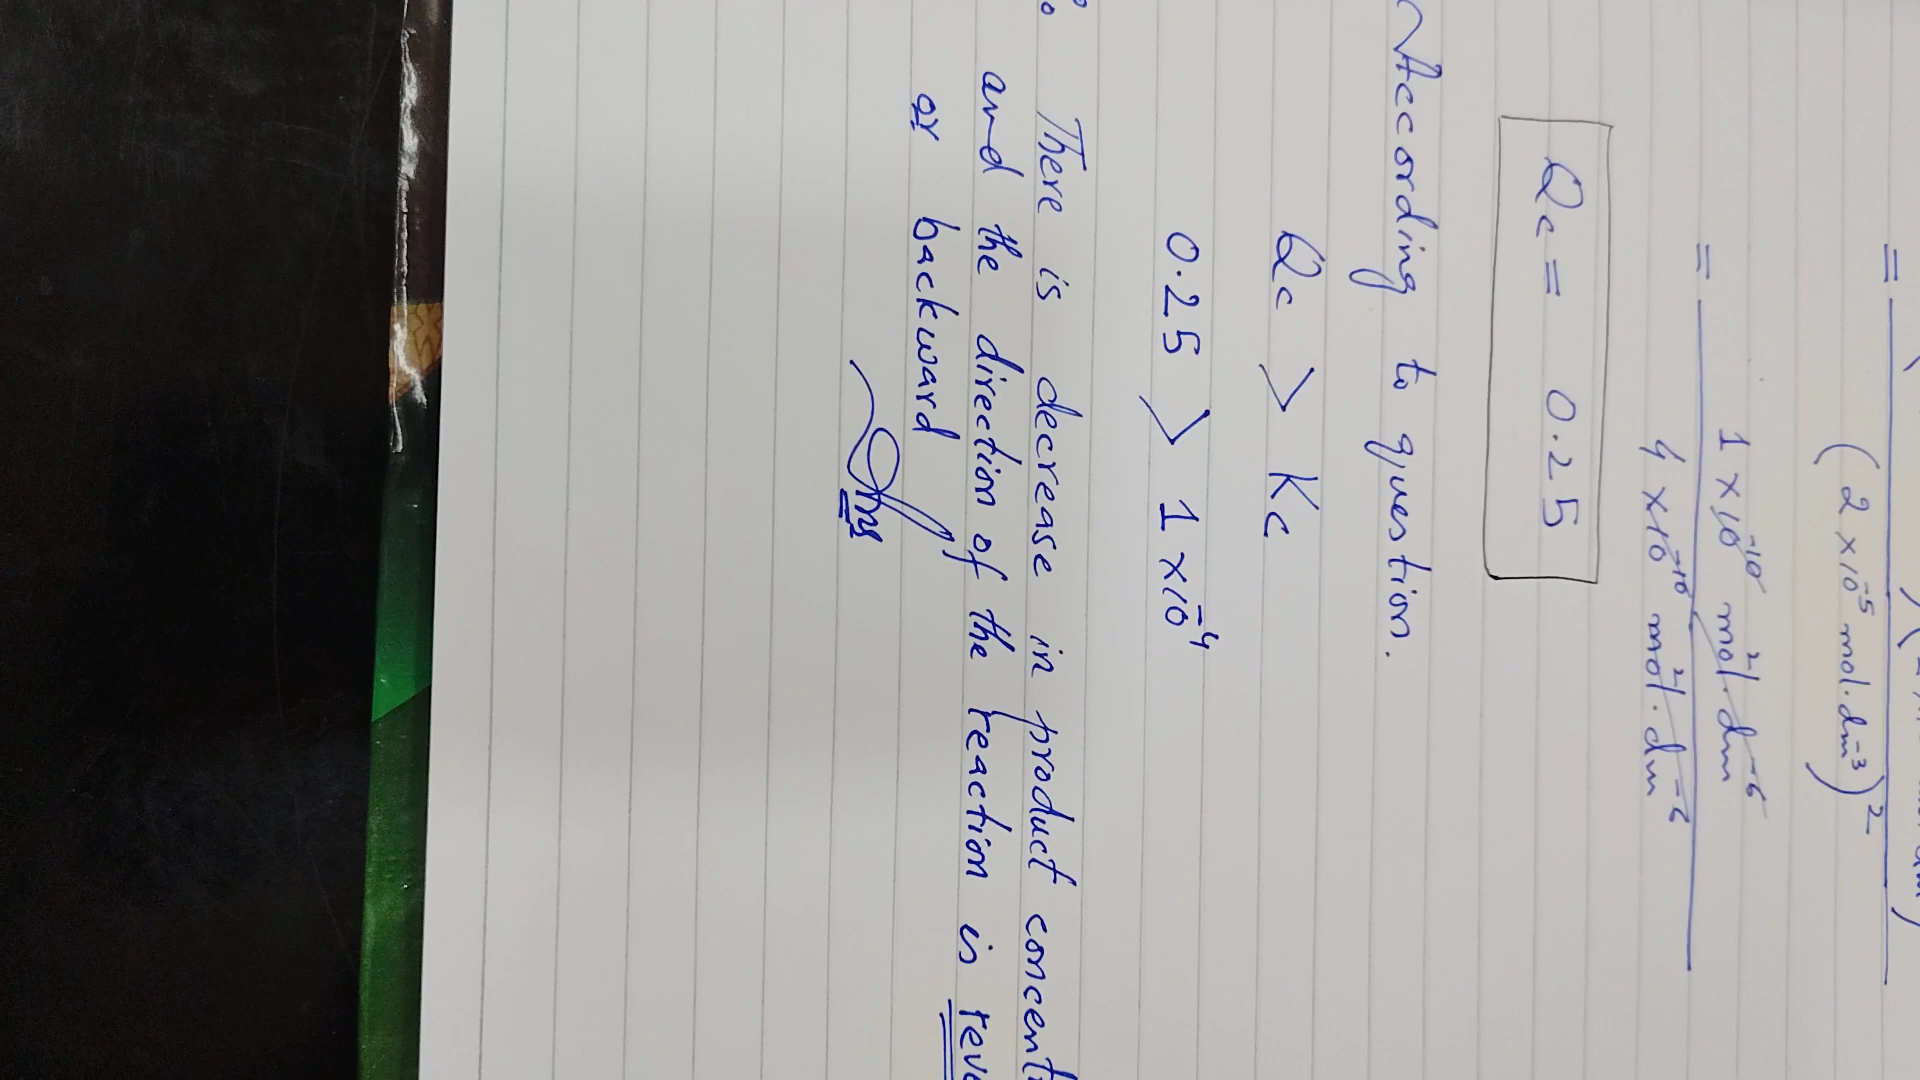 =
(2 × 10⁻⁵ mol.dm⁻³)²
= 1 × 10⁻¹⁰ mol². dm⁻⁶
4 × 10⁻¹⁰ mol². dm⁻⁶
Qc = 0.25
According to question.
Qc > Kc
0.25 > 1 × 10⁻⁴
There is decrease in product
and the direction of the reaction is
or backward
Ans